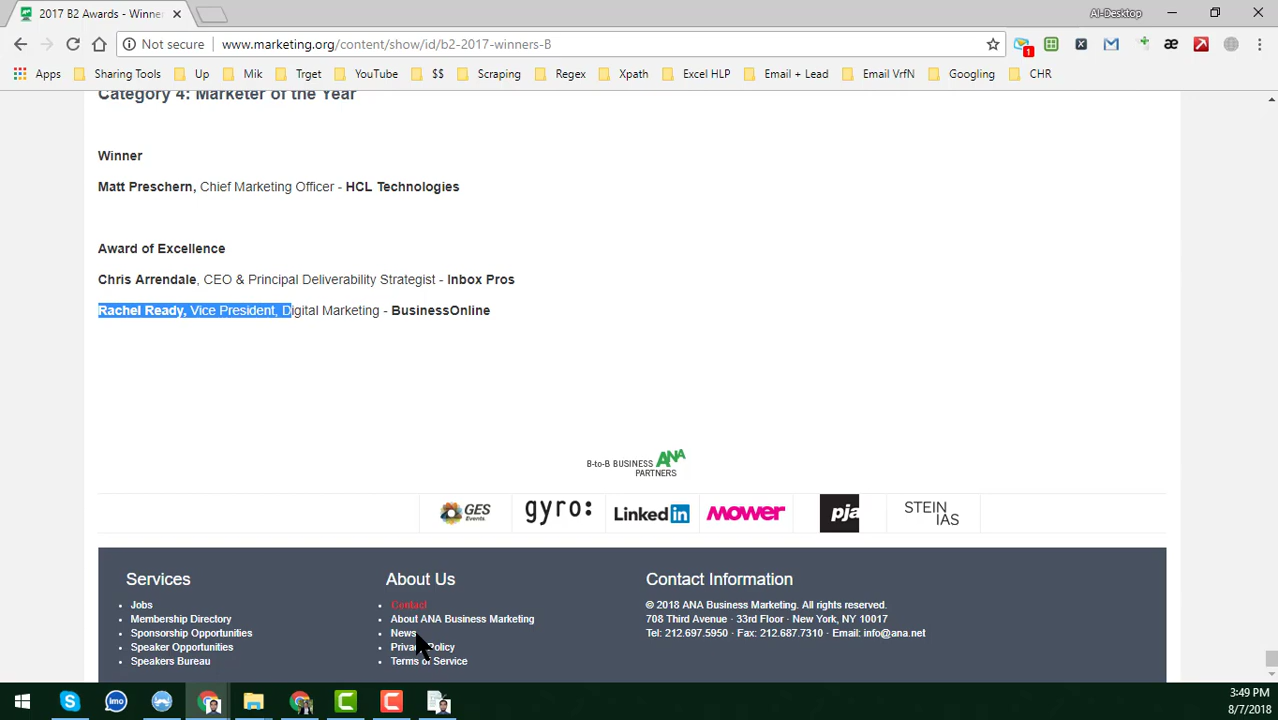 2017 B2 Awards - Winne
AI-Desktop
Not secure www.marketing.org/content/show/id/b2-2017-winners-B
Apps Sharing Tools Up Mik Trget YouTube $$ Scraping Regex Xpath Excel HLP Email + Lead Email VrfN Googling CHR
Category 4: Marketer of the Year
Winner
Matt Preschern, Chief Marketing Officer - HCL Technologies
Award of Excellence
Chris Arrendale, CEO & Principal Deliverability Strategist - Inbox Pros
Rachel Ready, Vice President, Digital Marketing - BusinessOnline
B-to-B BUSINESS ANA
PARTNERS
GES Events gyro: LinkedIn MOWER pja STEIN IAS
Services
Jobs
Membership Directory
Sponsorship Opportunities
Speaker Opportunities
Speakers Bureau
About Us
Contact
About ANA Business Marketing
News
Privacy Policy
Terms of Service
Contact Information
© 2018 ANA Business Marketing. All rights reserved.
708 Third Avenue · 33rd Floor · New York, NY 10017
Tel: 212.697.5950 · Fax: 212.687.7310 · Email: info@ana.net
imo
3:49 PM
8/7/2018